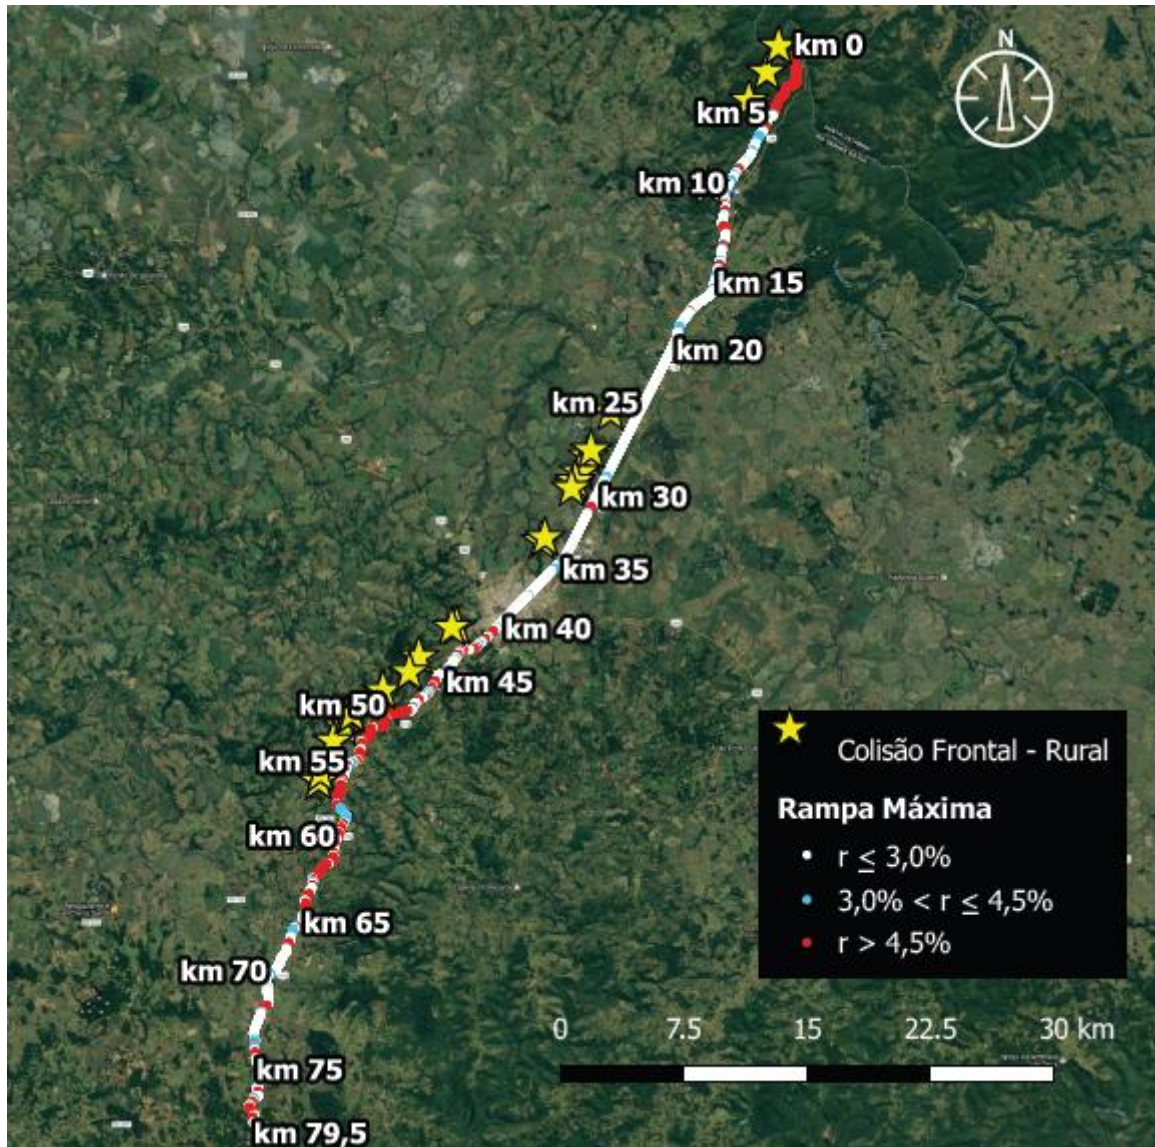 N
km 0
km 5
km 10
km 15
km 20
km 25
km 30
km 35
km 40
km 45
km 50
km 55
km 60
km 65
km 70
km 75
km 79,5
Colisão Frontal - Rural
Rampa Máxima
r ≤ 3,0%
3,0% < r ≤ 4,5%
r > 4,5%
0 7.5 15 22.5 30 km